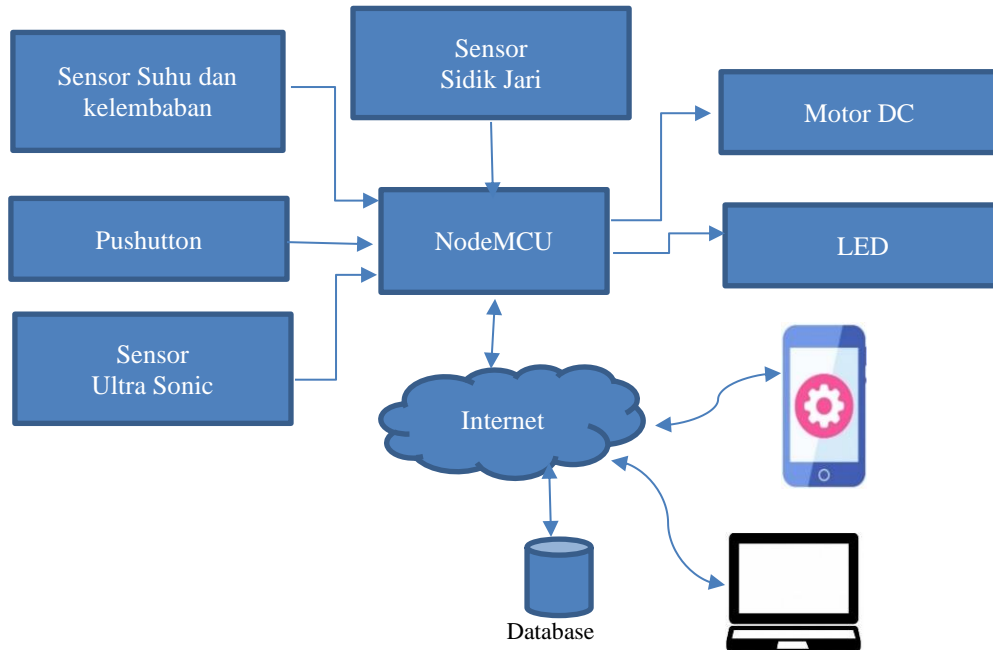 Sensor Suhu dan
kelembaban
Sensor
Sidik Jari
Motor DC
Pushutton
NodeMCU
LED
Sensor
Ultra Sonic
Internet
Database